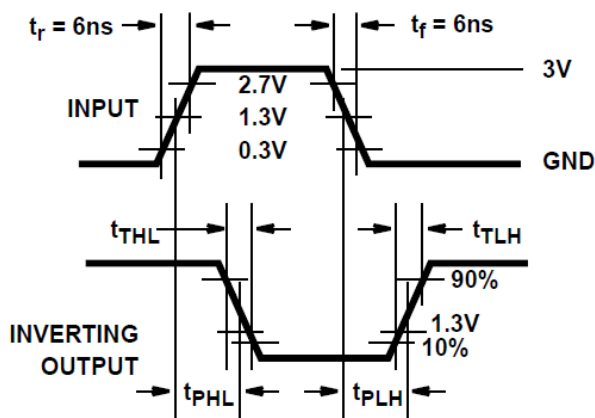 tr = 6ns
tf = 6ns
3V
2.7V
INPUT
1.3V
0.3V
GND
tTHL
tTLH
90%
1.3V
10%
INVERTING
OUTPUT
tPHL
tPLH